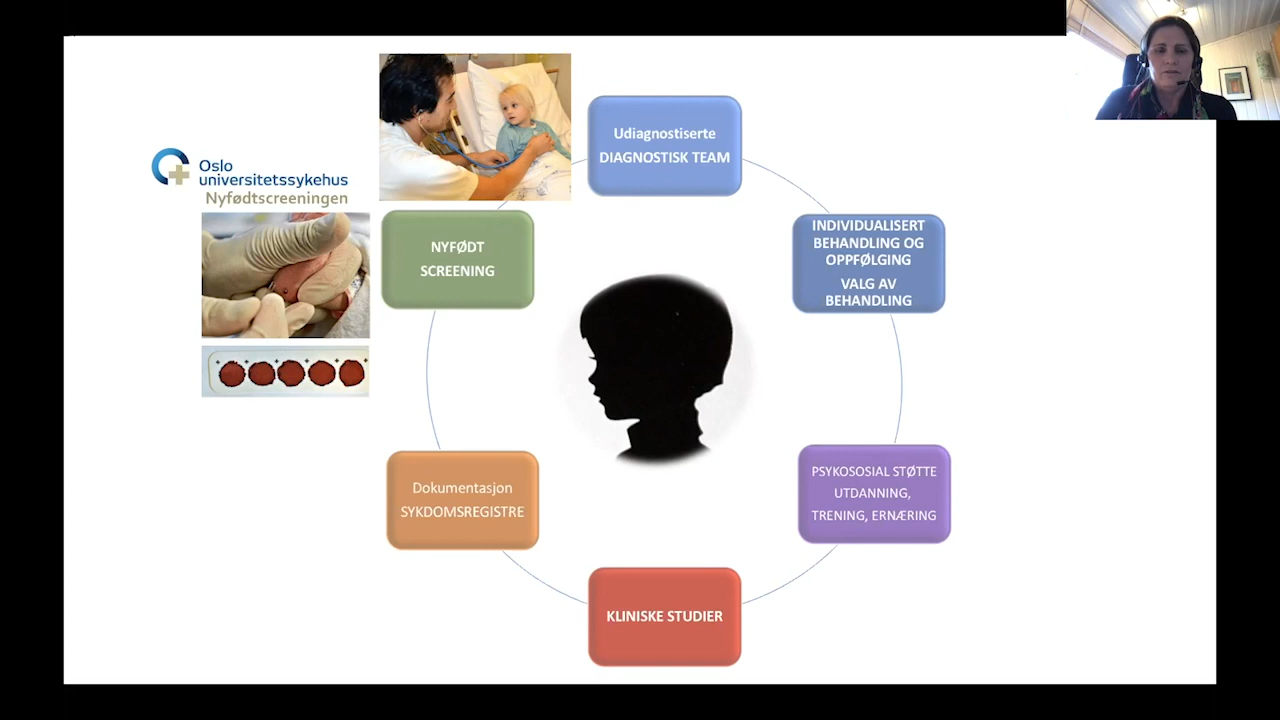 Oslo
universitetssykehus
Nyfødtscreeningen
Udiagnostiserte
DIAGNOSTISK TEAM
INDIVIDUALISERT
BEHANDLING OG
OPPFØLGING
VALG AV
BEHANDLING
PSYKOSOSIAL STØTTE
UTDANNING,
TRENING, ERNÆRING
KLINISKE STUDIER
Dokumentasjon
SYKDOMSREGISTRE
NYFØDT
SCREENING